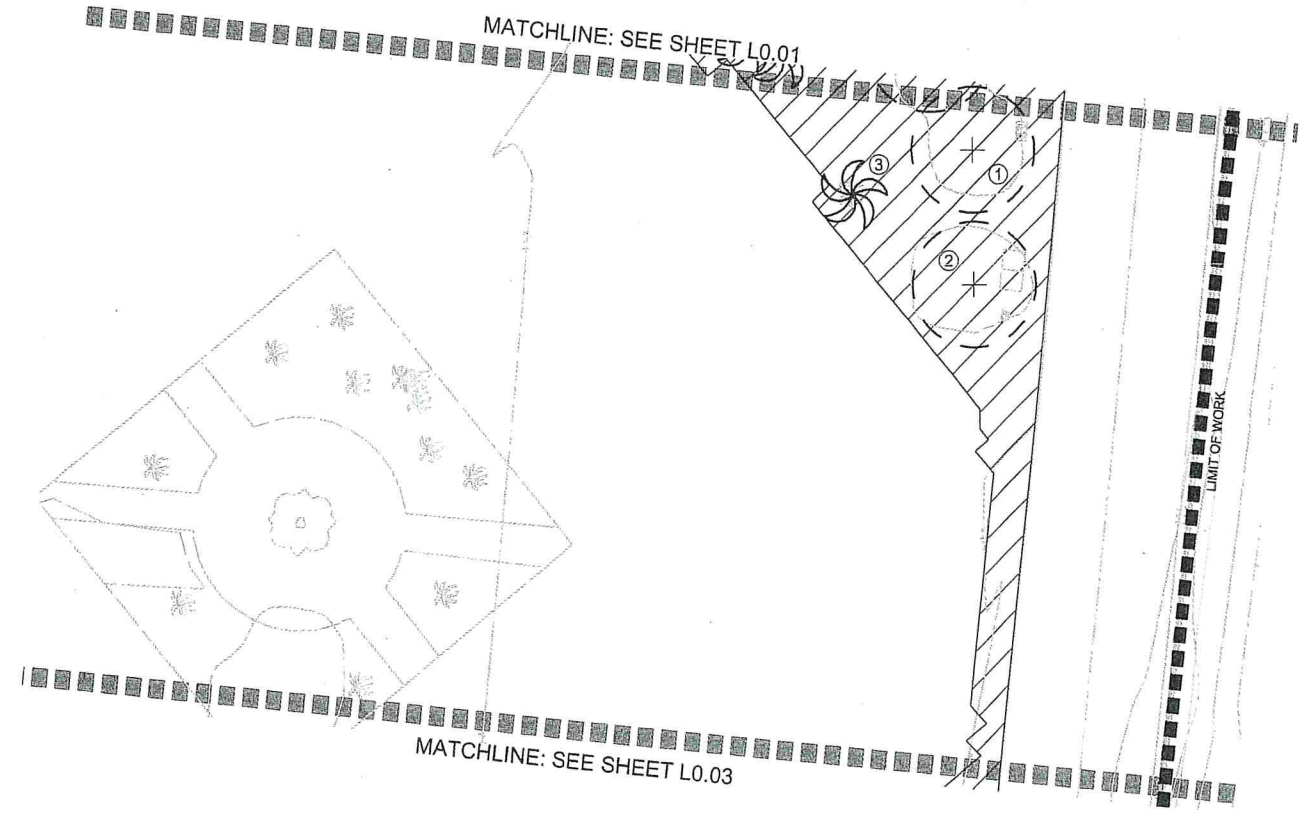 MATCHLINE: SEE SHEET L0.01
③
①
②
LIMIT OF WORK
MATCHLINE: SEE SHEET L0.03